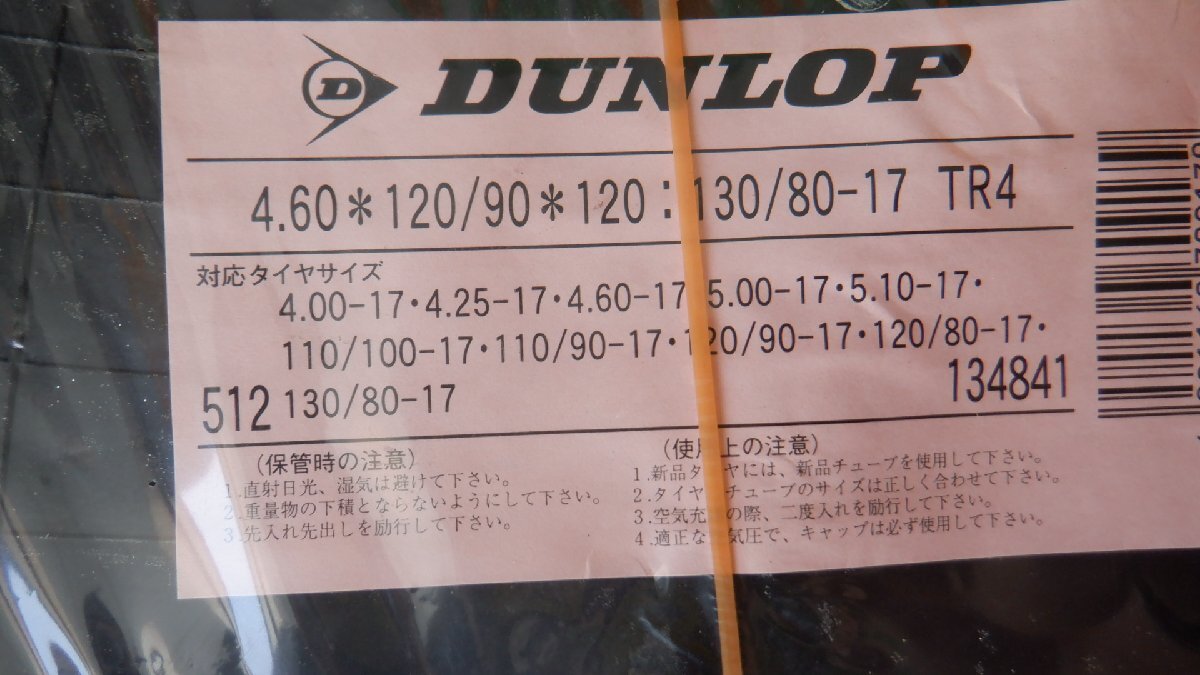 D DUNLOP
4.60*120/90*120:130/80-17 TR4
対応タイヤサイズ
4.00-17・4.25-17・4.60-17 5.00-17・5.10-17・
110/100-17・110/90-17・120/90-17・120/80-17・
512 130/80-17 134841
(保管時の注意)
1.直射日光、湿気は避けて下さい。
2.重量物の下積とならないようにして下さい。
3.先入れ先出しを励行して下さい。
(使用上の注意)
1.新品タイヤには、新品チューブを使用して下さい。
2.タイヤ チューブのサイズは正しく合わせて下さい。
3.空気充 の際、二度入れを励行して下さい。
4.適正な 気圧で、キャップは必ず使用して下さい。